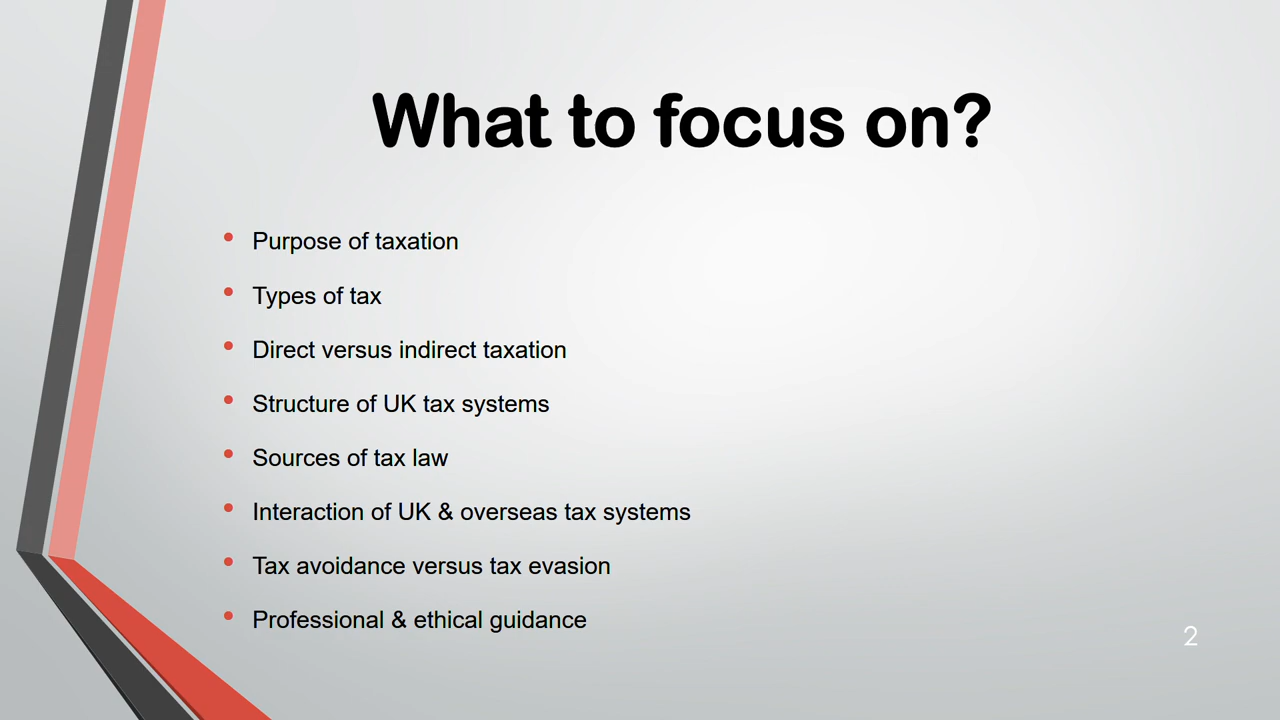 What to focus on?
• Purpose of taxation
• Types of tax
• Direct versus indirect taxation
• Structure of UK tax systems
• Sources of tax law
• Interaction of UK & overseas tax systems
• Tax avoidance versus tax evasion
• Professional & ethical guidance
2